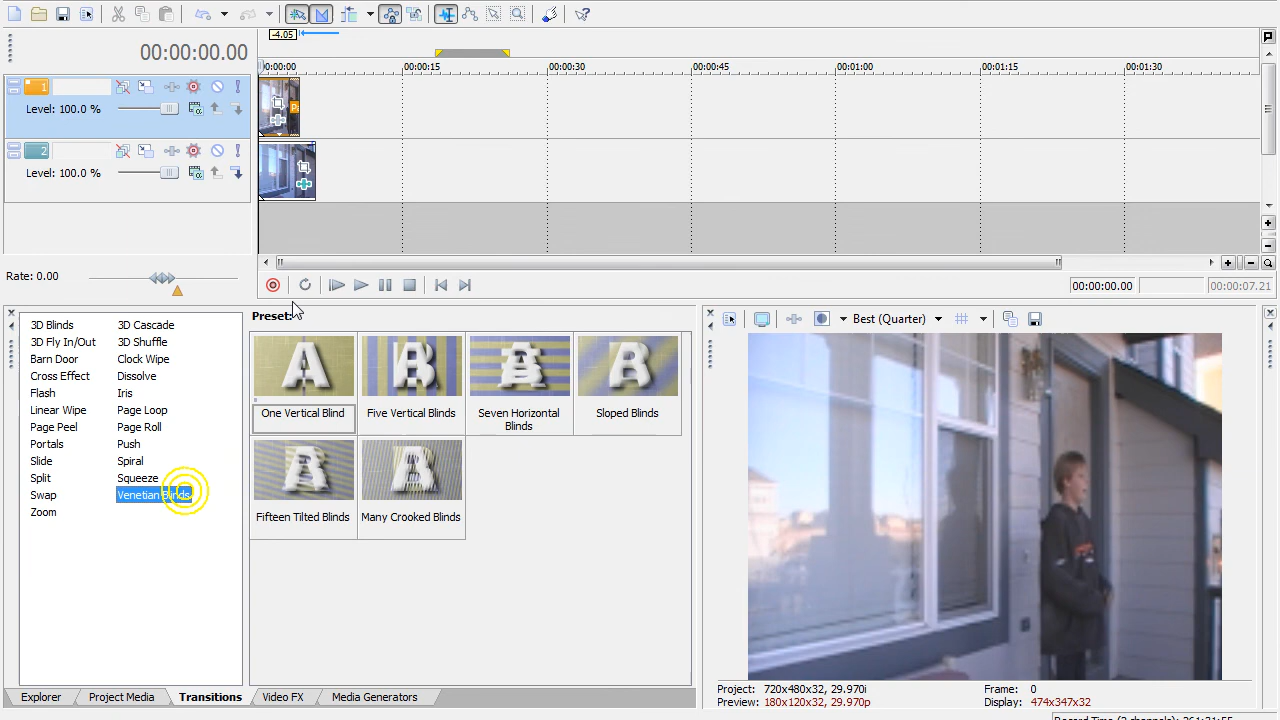 -4.05
00:00:00.00
0:00:00
00:00:15
00:00:30
00:00:45
00:01:00
00:01:15
00:01:30
1
Level: 100.0 %
2
Level: 100.0 %
Rate: 0.00
00:00:00.00
00:00:07.21
3D Blinds
3D Cascade
3D Fly In/Out
3D Shuffle
Barn Door
Clock Wipe
Cross Effect
Dissolve
Flash
Iris
Linear Wipe
Page Loop
Page Peel
Page Roll
Portals
Push
Slide
Spiral
Split
Squeeze
Swap
Venetian Blinds
Zoom
Preset:
One Vertical Blind
Five Vertical Blinds
Seven Horizontal
Blinds
Sloped Blinds
Fifteen Tilted Blinds
Many Crooked Blinds
Best (Quarter)
Explorer
Project Media
Transitions
Video FX
Media Generators
Project: 720x480x32, 29.970i
Frame: 0
Preview: 180x120x32, 29.970p
Display: 474x347x32